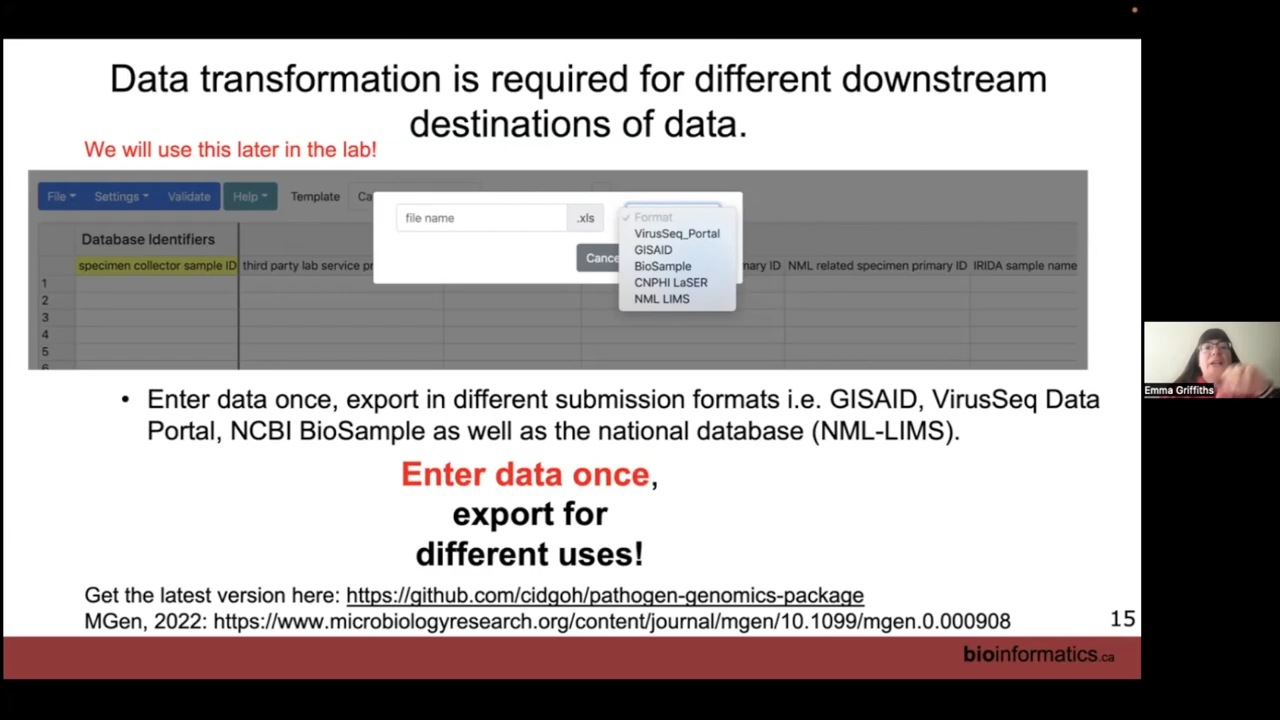 Data transformation is required for different downstream
destinations of data.
We will use this later in the lab!
File Settings Validate Help Template
file name .xls
Format
VirusSeq_Portal
GISAID
BioSample
CNPHI LaSER
NML LIMS
Database Identifiers
specimen collector sample ID third party lab service NML related specimen primary ID IRIDA sample name
1
2
3
4
5
• Enter data once, export in different submission formats i.e. GISAID, VirusSeq Data
Portal, NCBI BioSample as well as the national database (NML-LIMS).
Enter data once,
export for
different uses!
Get the latest version here: https://github.com/cidgoh/pathogen-genomics-package
MGen, 2022: https://www.microbiologyresearch.org/content/journal/mgen/10.1099/mgen.0.000908
15
bioinformatics.ca
Emma Griffiths